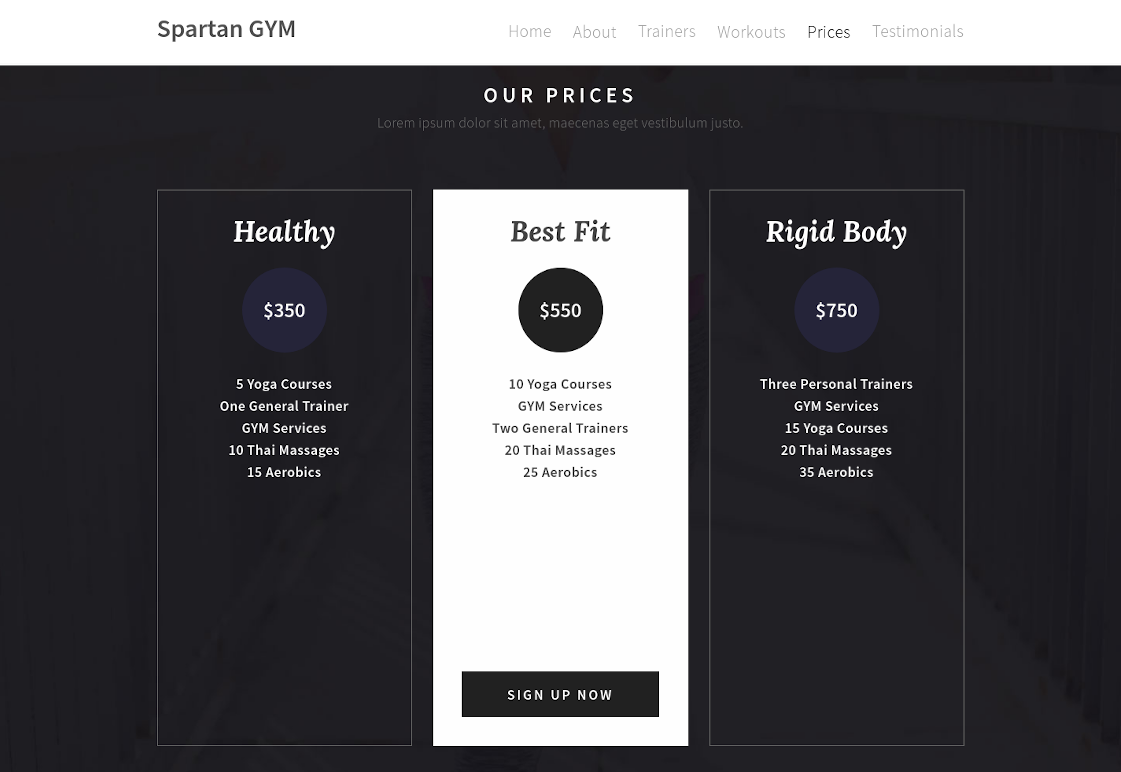 Spartan GYM
Home About Trainers Workouts Prices Testimonials
OUR PRICES
Lorem ipsum dolor sit amet, maecenas eget vestibulum justo.
Healthy
$350
5 Yoga Courses
One General Trainer
GYM Services
10 Thai Massages
15 Aerobics
Best Fit
$550
10 Yoga Courses
GYM Services
Two General Trainers
20 Thai Massages
25 Aerobics
SIGN UP NOW
Rigid Body
$750
Three Personal Trainers
GYM Services
15 Yoga Courses
20 Thai Massages
35 Aerobics